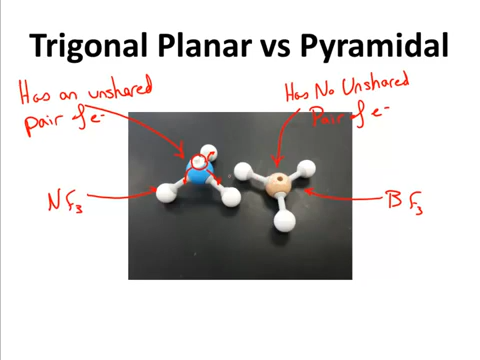 Trigonal Planar vs Pyramidal
Has an unshared
pair of e-
Has No Unshared
Pair of e-
NF₃
BF₃